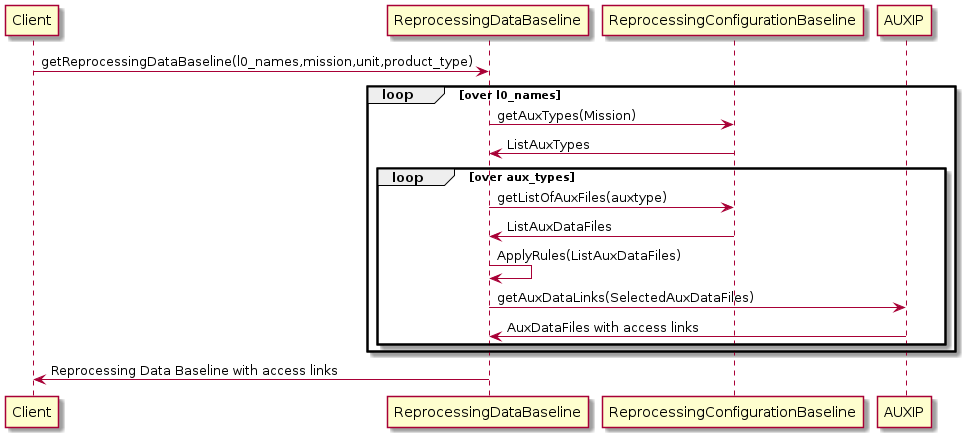 Client ReprocessingDataBaseline ReprocessingConfigurationBaseline AUXIP
getReprocessingDataBaseline(l0_names,mission,unit,product_type)
loop [over l0_names]
getAuxTypes(Mission)
ListAuxTypes
loop [over aux_types]
getListOfAuxFiles(auxtype)
ListAuxDataFiles
ApplyRules(ListAuxDataFiles)
getAuxDataLinks(SelectedAuxDataFiles)
AuxDataFiles with access links
Reprocessing Data Baseline with access links
Client ReprocessingDataBaseline ReprocessingConfigurationBaseline AUXIP